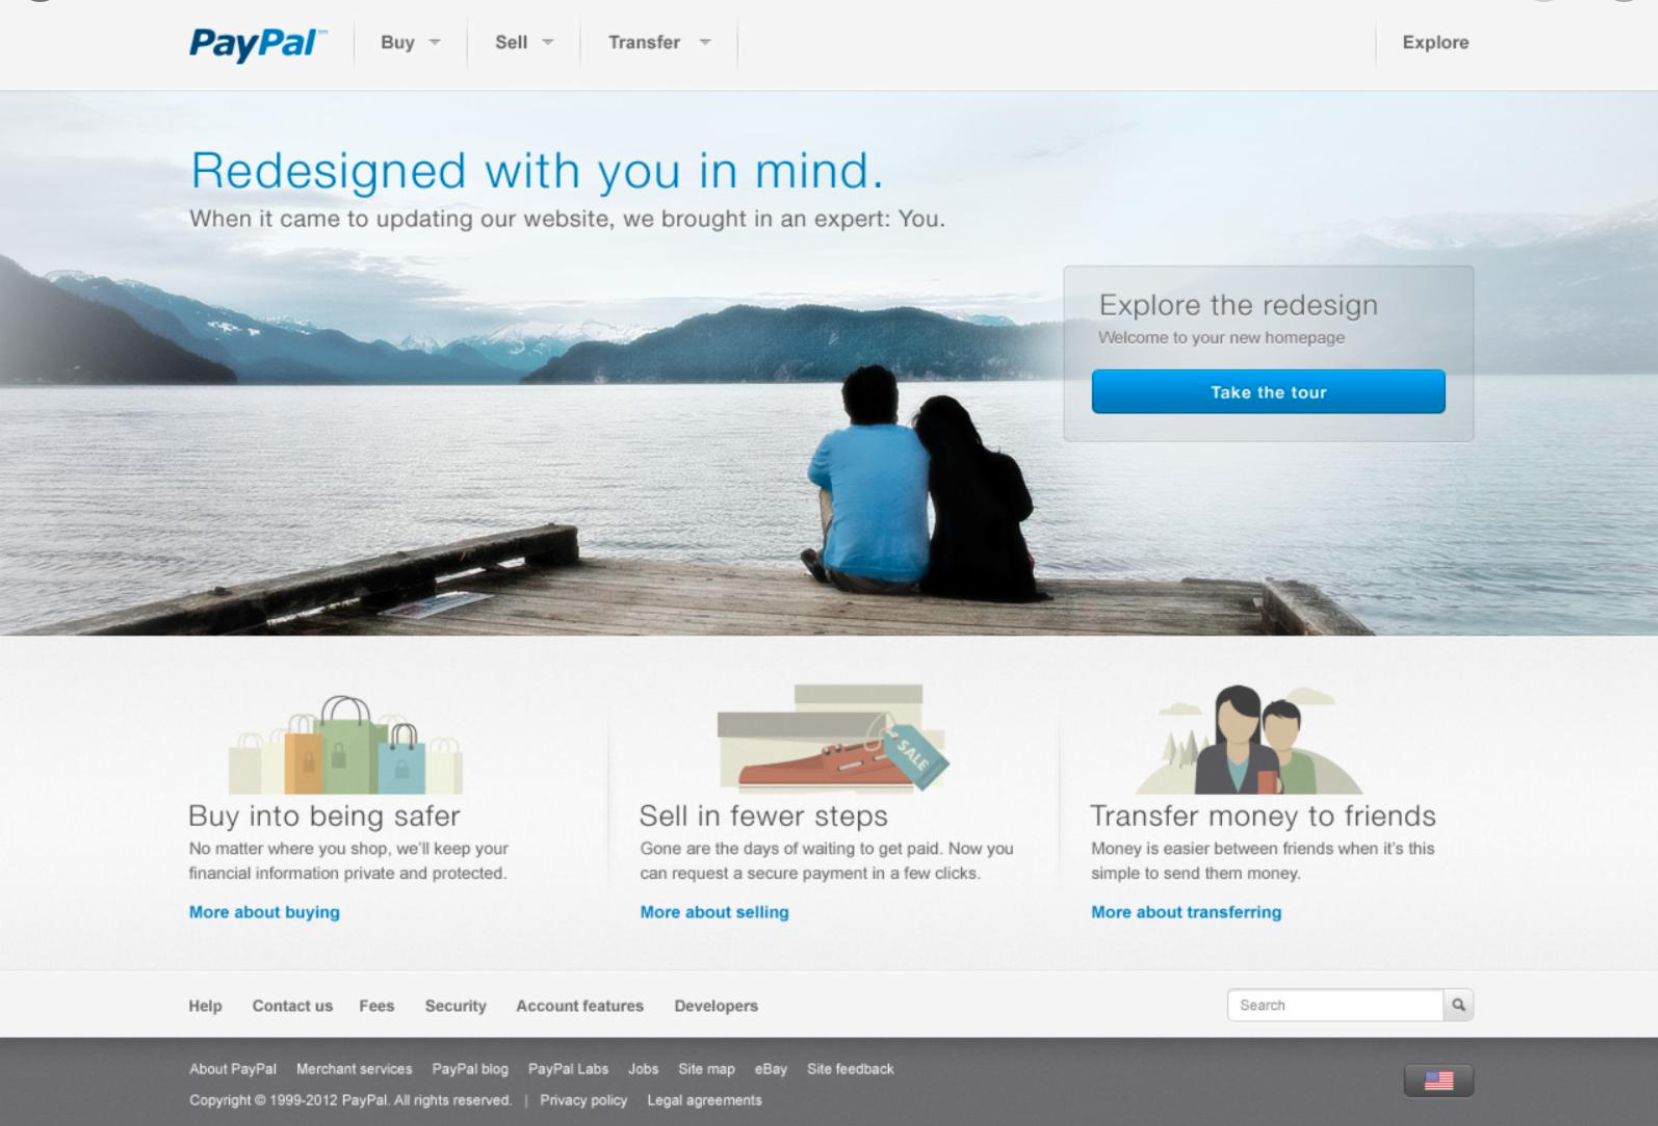 PayPal
Buy
Sell
Transfer
Explore
Redesigned with you in mind.
When it came to updating our website, we brought in an expert: You.
Explore the redesign
Welcome to your new homepage
Take the tour
SALE
Buy into being safer
No matter where you shop, we'll keep your
financial information private and protected.
More about buying
Sell in fewer steps
Gone are the days of waiting to get paid. Now you
can request a secure payment in a few clicks.
More about selling
Transfer money to friends
Money is easier between friends when it's this
simple to send them money.
More about transferring
Help Contact us Fees Security Account features Developers
Search
About PayPal Merchant services PayPal blog PayPal Labs Jobs Site map eBay Site feedback
Copyright © 1999-2012 PayPal. All rights reserved. | Privacy policy Legal agreements